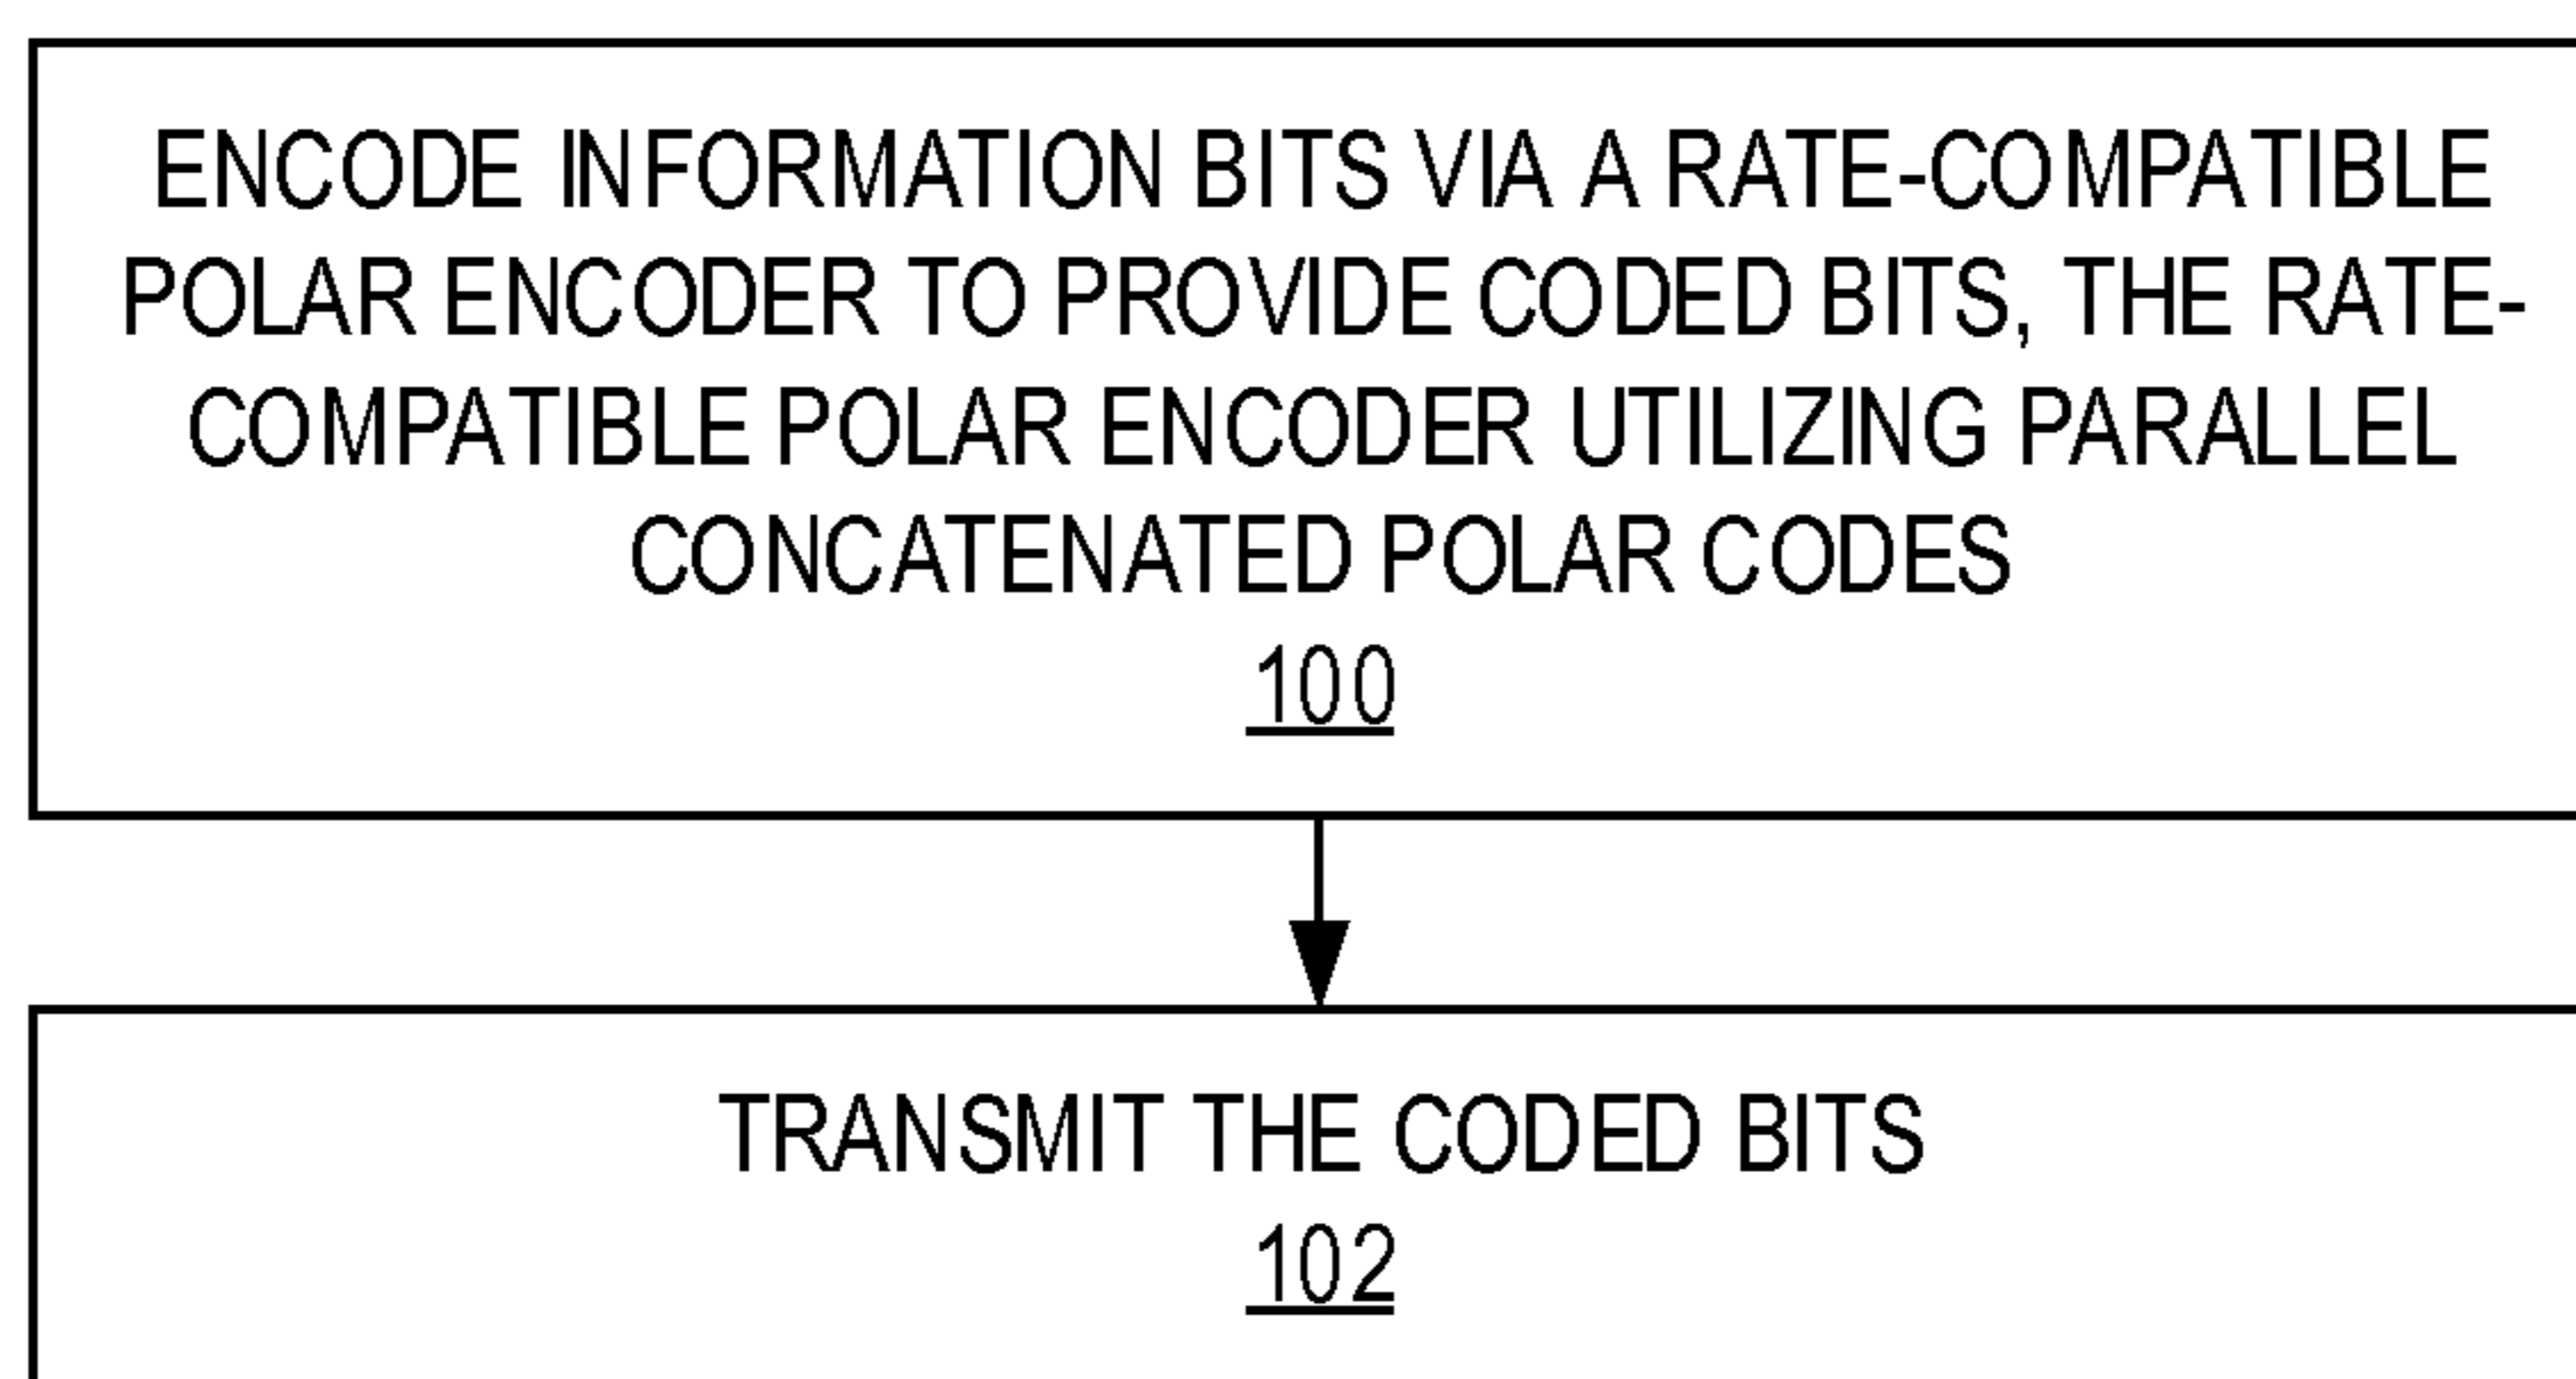 ENCODE INFORMATION BITS VIA A RATE-COMPATIBLE
POLAR ENCODER TO PROVIDE CODED BITS, THE RATE-
COMPATIBLE POLAR ENCODER UTILIZING PARALLEL
CONCATENATED POLAR CODES
100
TRANSMIT THE CODED BITS
102